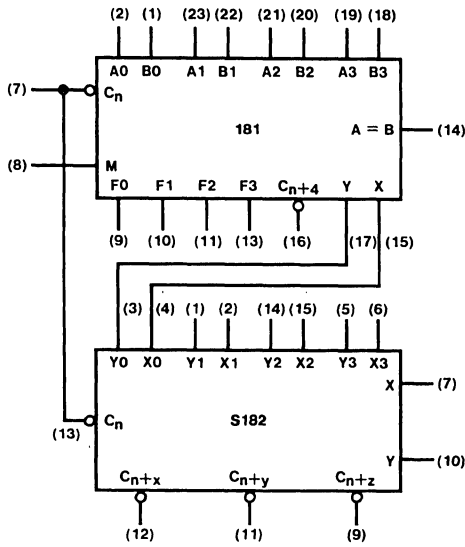 (2) (1) (23) (22) (21) (20) (19) (18)
A0 B0 A1 B1 A2 B2 A3 B3
(7) Cn
181 A = B (14)
(8) M
F0 F1 F2 F3 Cn+4 Y X
(9) (10) (11) (13) (16) (17) (15)
(3) (4) (1) (2) (14) (15) (5) (6)
Y0 X0 Y1 X1 Y2 X2 Y3 X3
X (7)
(13) Cn S182
Y (10)
Cn+x Cn+y Cn+z
(12) (11) (9)